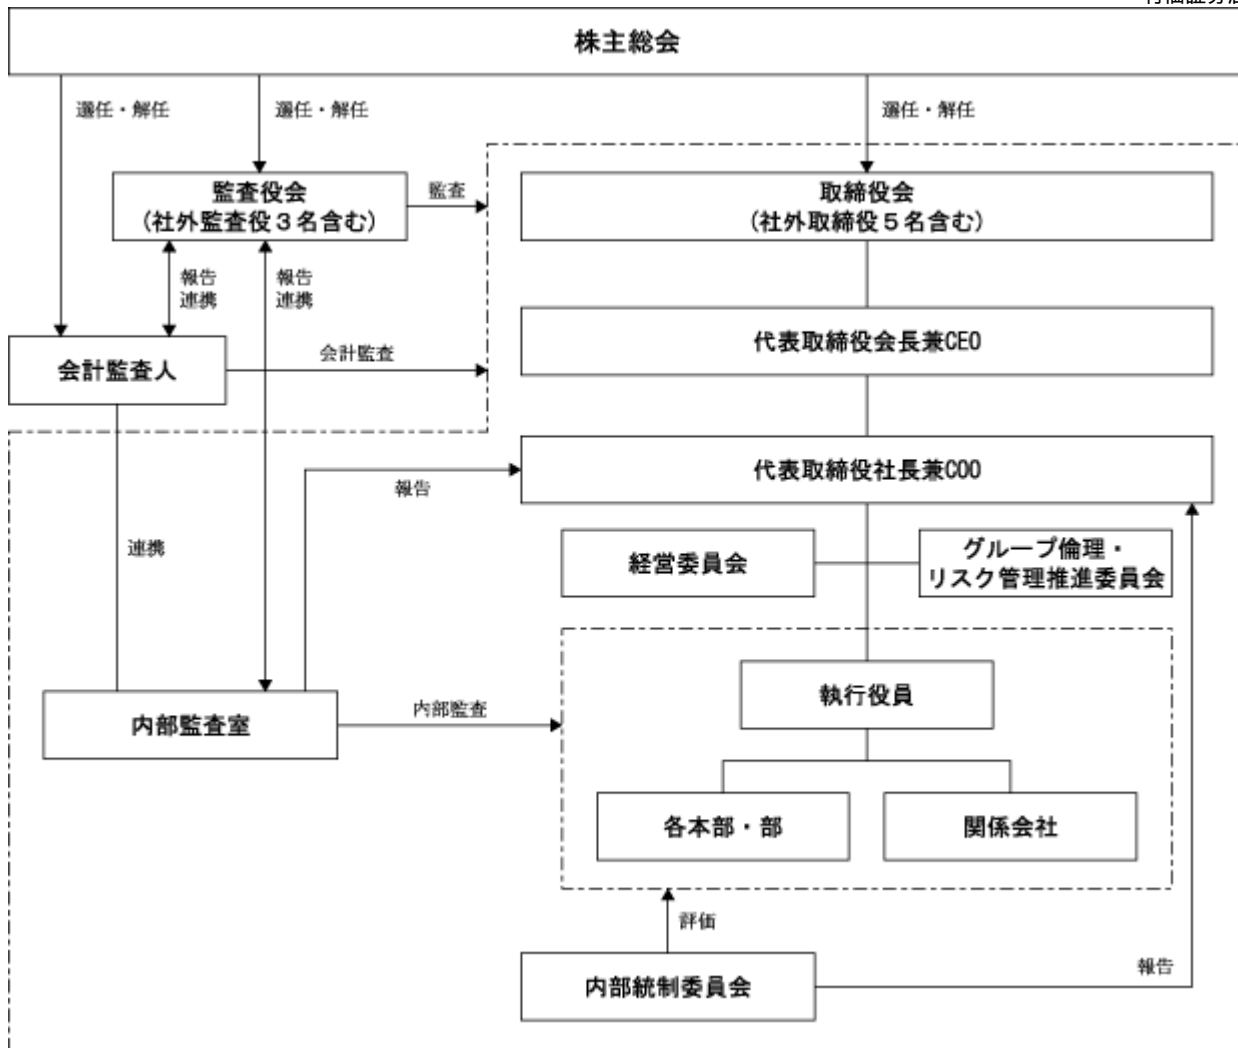 株主総会
選任・解任
選任・解任
選任・解任
監査役会
(社外監査役３名含む)
監査
取締役会
(社外取締役５名含む)
報告
連携
報告
連携
代表取締役会長兼CEO
会計監査人
会計監査
代表取締役社長兼COO
報告
連携
経営委員会
グループ倫理・
リスク管理推進委員会
執行役員
内部監査室
内部監査
各本部・部
関係会社
評価
内部統制委員会
報告